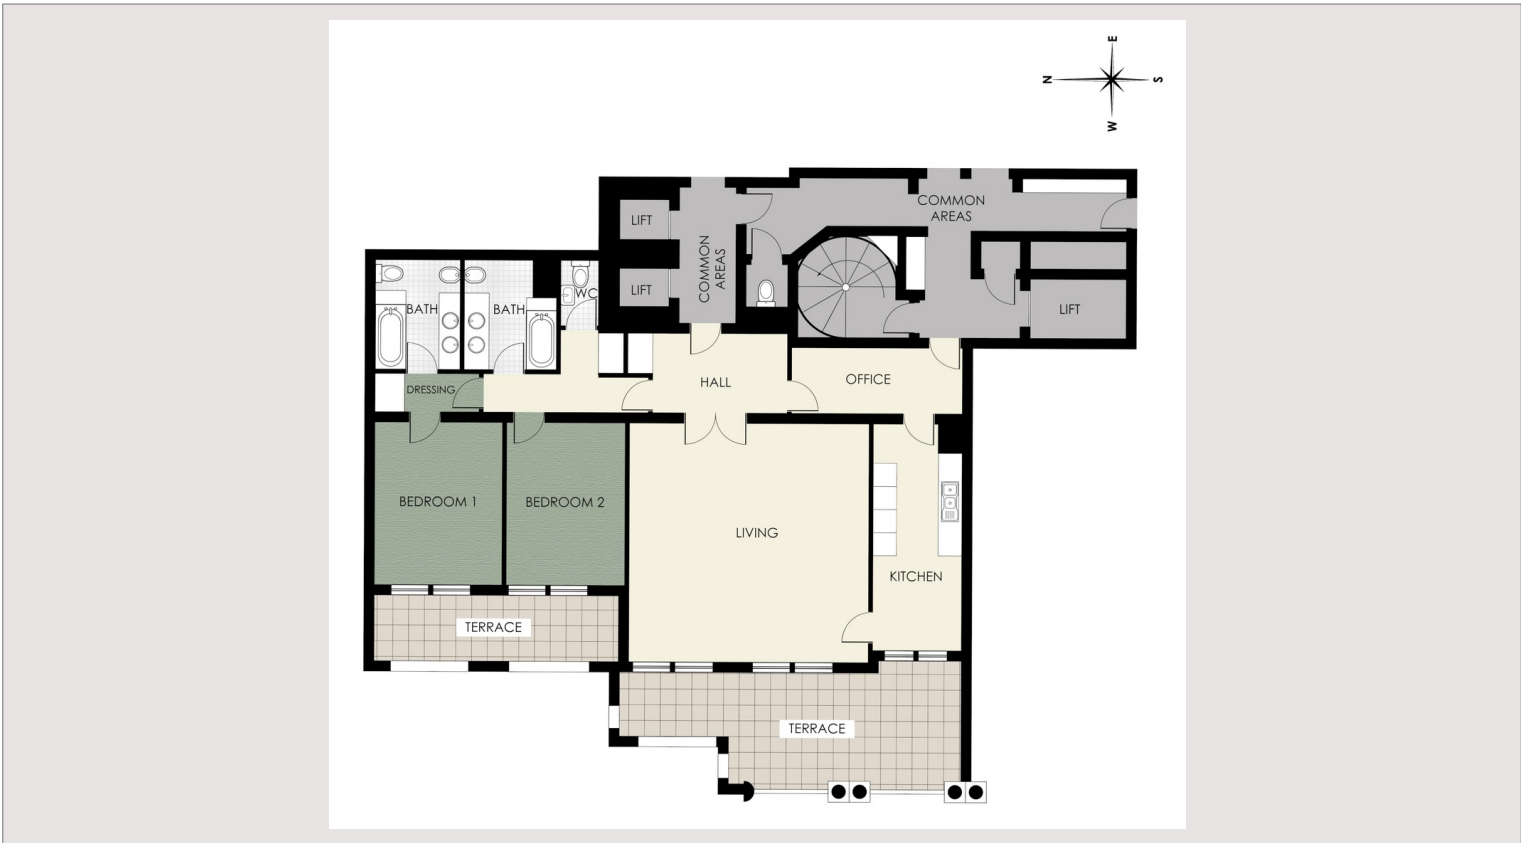 E
N
S
W
COMMON
AREAS
LIFT
COMMON
AREAS
LIFT
WC
BATH
BATH
LIFT
DRESSING
HALL
OFFICE
BEDROOM 1
BEDROOM 2
LIVING
KITCHEN
TERRACE
TERRACE